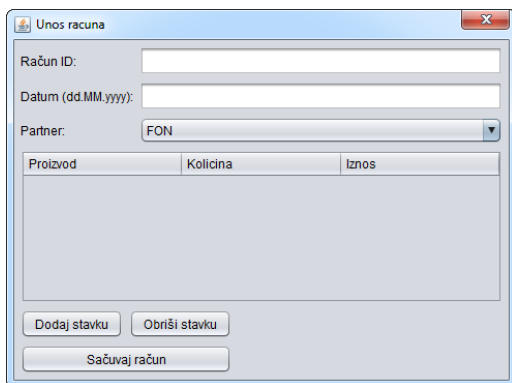 Unos racuna
Račun ID:
Datum (dd.MM.yyyy):
Partner: FON
Proizvod Kolicina Iznos
Dodaj stavku Obriši stavku
Sačuvaj račun